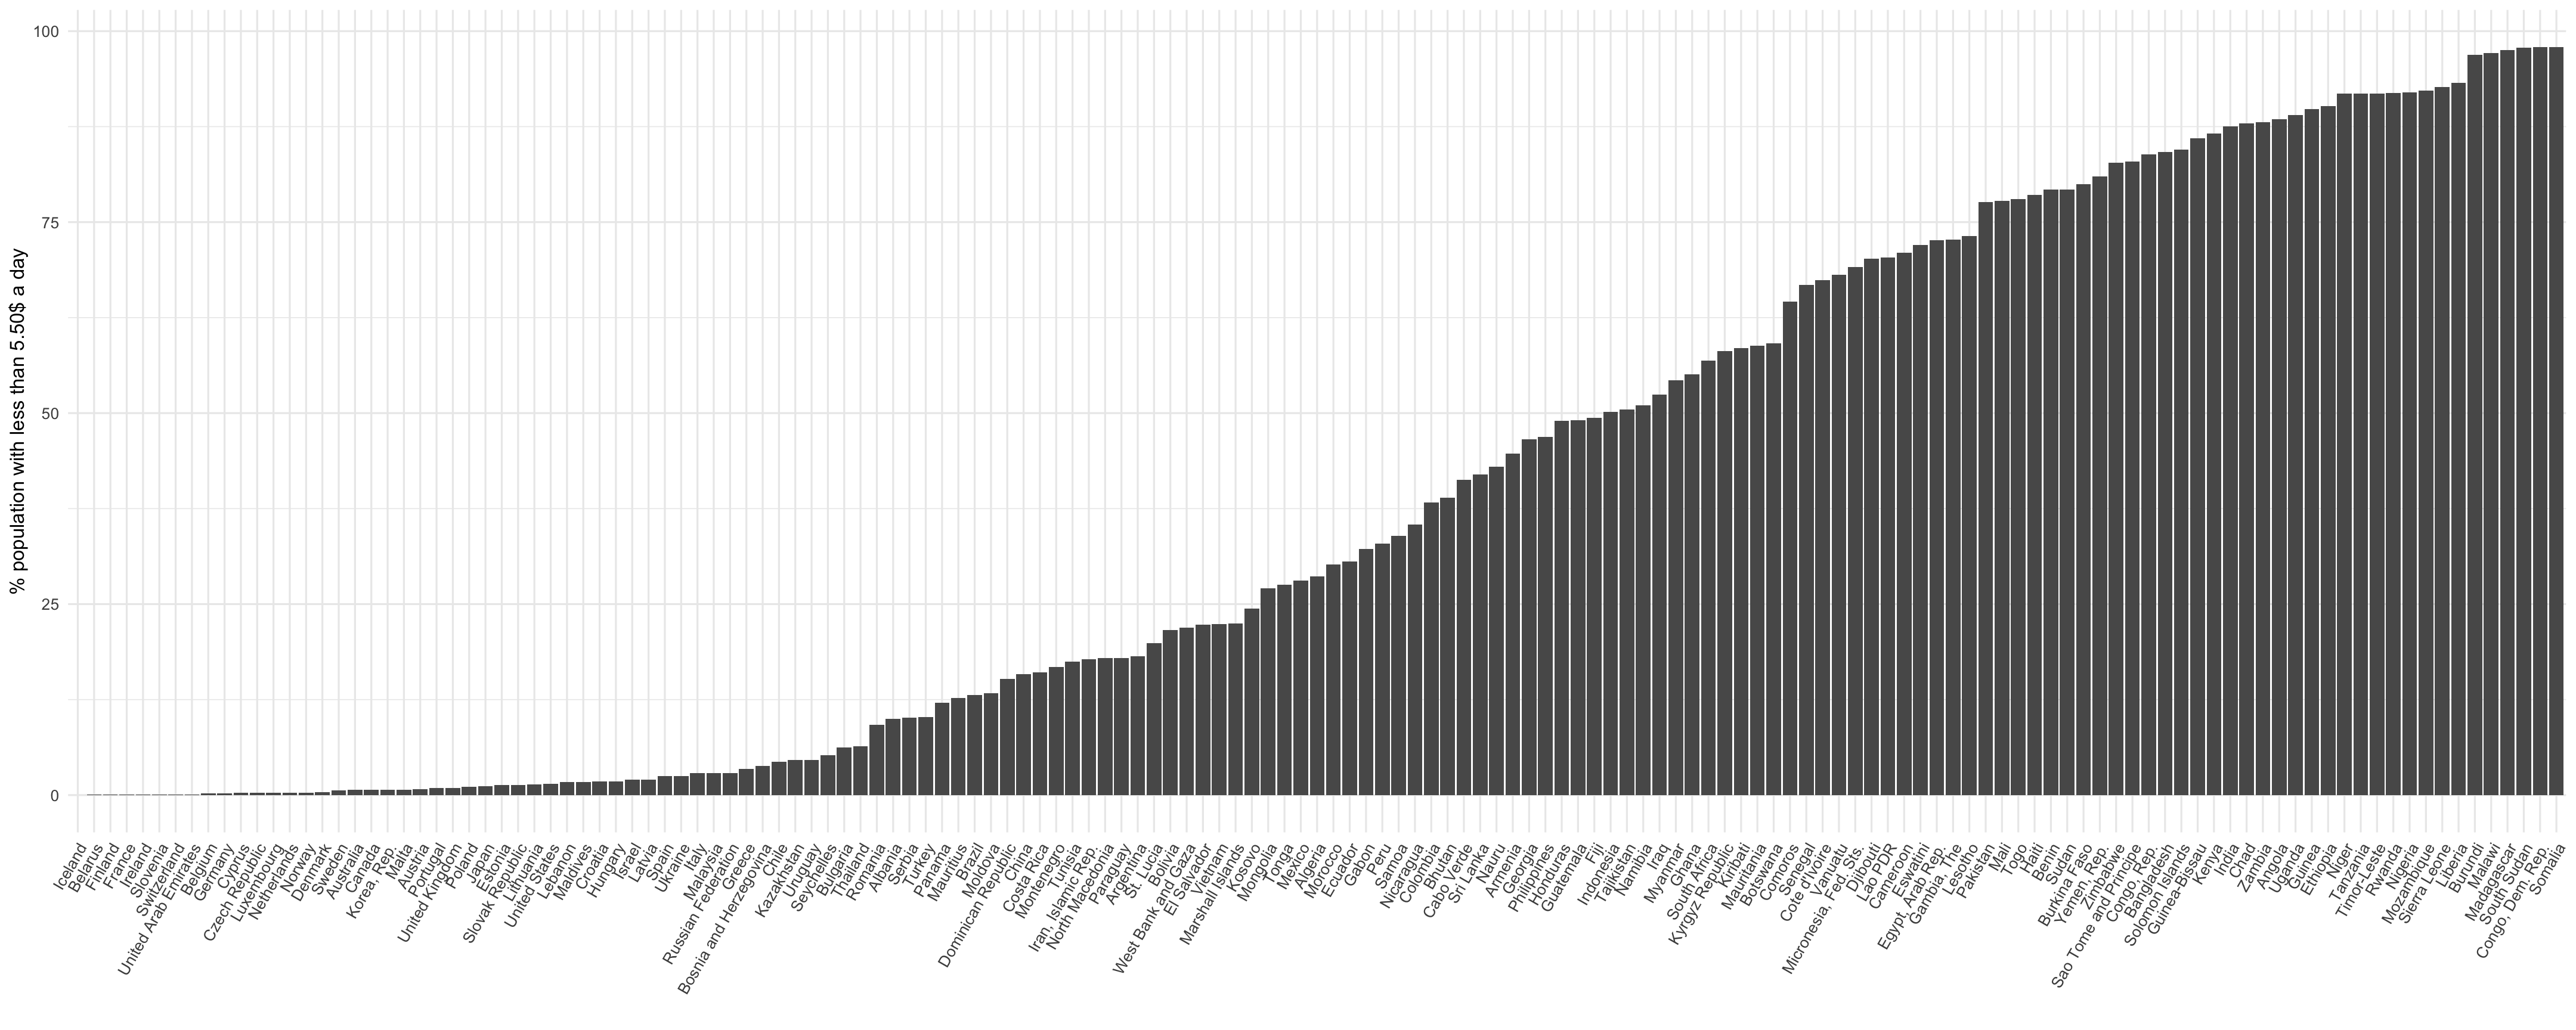 % population with less than 5.50$ a day
100
75
50
25
0
Iceland
Belarus
Finland
France
Ireland
Slovenia
Switzerland
United Arab Emirates
Belgium
Germany
Cyprus
Czech Republic
Luxembourg
Netherlands
Norway
Denmark
Sweden
Australia
Canada
Korea, Rep.
Malta
Austria
Portugal
United Kingdom
Poland
Japan
Estonia
Slovak Republic
Lithuania
United States
Lebanon
Maldives
Croatia
Hungary
Israel
Latvia
Spain
Ukraine
Italy
Malaysia
Russian Federation
Greece
Bosnia and Herzegovina
Chile
Kazakhstan
Uruguay
Seychelles
Bulgaria
Thailand
Romania
Albania
Serbia
Turkey
Panama
Mauritius
Brazil
Moldova
Dominican Republic
China
Costa Rica
Montenegro
Tunisia
Iran, Islamic Rep.
North Macedonia
Paraguay
Argentina
St. Lucia
Bolivia
West Bank and Gaza
El Salvador
Vietnam
Marshall Islands
Kosovo
Mongolia
Tonga
Mexico
Algeria
Morocco
Ecuador
Gabon
Peru
Samoa
Nicaragua
Colombia
Bhutan
Cabo Verde
Sri Lanka
Nauru
Armenia
Georgia
Philippines
Honduras
Guatemala
Fiji
Indonesia
Tajikistan
Namibia
Iraq
Myanmar
Ghana
South Africa
Kyrgyz Republic
Kiribati
Mauritania
Botswana
Comoros
Senegal
Cote d'Ivoire
Vanuatu
Micronesia, Fed. Sts.
Djibouti
Lao PDR
Cameroon
Eswatini
Egypt, Arab Rep.
Gambia, The
Lesotho
Pakistan
Mali
Togo
Haiti
Benin
Sudan
Burkina Faso
Yemen, Rep.
Zimbabwe
Sao Tome and Principe
Congo, Rep.
Bangladesh
Solomon Islands
Guinea-Bissau
Kenya
India
Chad
Zambia
Angola
Uganda
Guinea
Ethiopia
Niger
Tanzania
Timor-Leste
Rwanda
Nigeria
Mozambique
Sierra Leone
Liberia
Burundi
Malawi
Madagascar
South Sudan
Congo, Dem. Rep.
Somalia